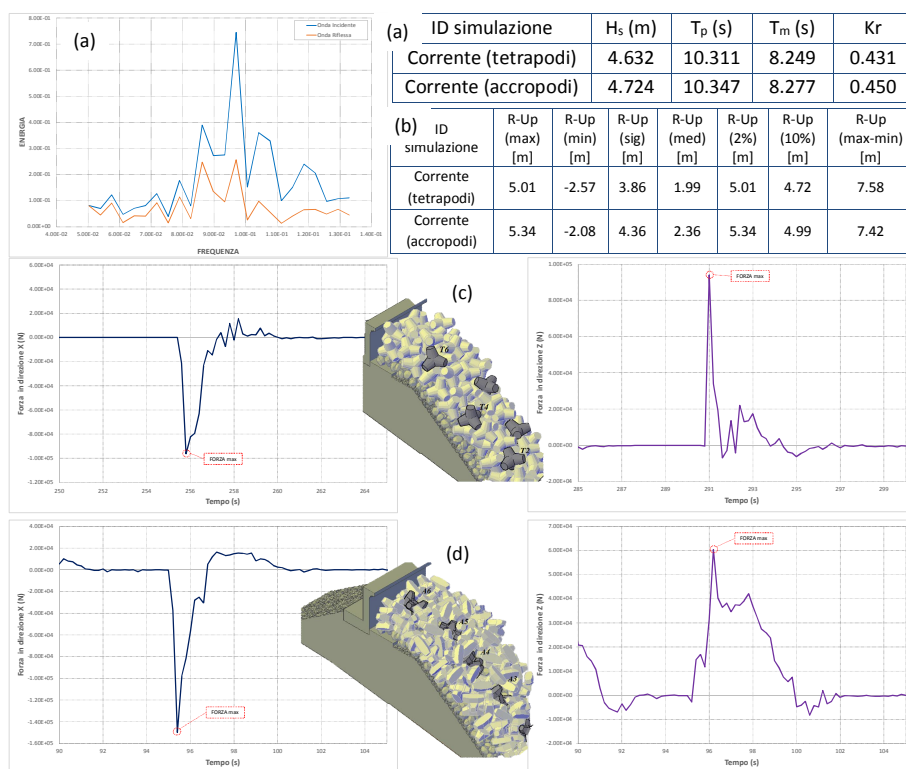 (a)
Onda Incidente
Onda Riflessa
8.00E-01
7.00E-01
6.00E-01
5.00E-01
4.00E-01
3.00E-01
2.00E-01
1.00E-01
0.00E+00
ENERGIA
4.00E-02 5.00E-02 6.00E-02 7.00E-02 8.00E-02 9.00E-02 1.00E-01 1.10E-01 1.20E-01 1.30E-01 1.40E-01
FREQUENZA
(a)
ID simulazione Hs (m) Tp (s) Tm (s) Kr
Corrente (tetrapodi) 4.632 10.311 8.249 0.431
Corrente (accropodi) 4.724 10.347 8.277 0.450
(b)
ID simulazione R-Up (max) [m] R-Up (min) [m] R-Up (sig) [m] R-Up (med) [m] R-Up (2%) [m] R-Up (10%) [m] R-Up (max-min) [m]
Corrente (tetrapodi) 5.01 -2.57 3.86 1.99 5.01 4.72 7.58
Corrente (accropodi) 5.34 -2.08 4.36 2.36 5.34 4.99 7.42
6.00E+04
4.00E+04
2.00E+04
0.00E+00
-2.00E+04
-4.00E+04
-6.00E+04
-8.00E+04
-1.00E+05
-1.20E+05
Forza in direzione X (N)
FORZA max
250 252 254 256 258 260 262 264
Tempo (s)
(c)
T6
T4
T2
1.00E+05
8.00E+04
6.00E+04
4.00E+04
2.00E+04
0.00E+00
-2.00E+04
Forza in direzione Z (N)
FORZA max
285 287 289 291 293 295 297 299
Tempo (s)
4.00E+04
2.00E+04
0.00E+00
-2.00E+04
-4.00E+04
-6.00E+04
-8.00E+04
-1.00E+05
-1.20E+05
-1.40E+05
-1.60E+05
Forza in direzione X (N)
FORZA max
90 92 94 96 98 100 102 104
Tempo (s)
(d)
A6
A5
A4
A3
7.00E+04
6.00E+04
5.00E+04
4.00E+04
3.00E+04
2.00E+04
1.00E+04
0.00E+00
-1.00E+04
-2.00E+04
Forza in direzione Z (N)
FORZA max
90 92 94 96 98 100 102 104
Tempo (s)